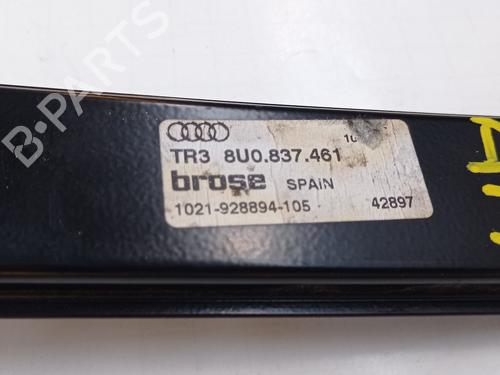 TR3 8U0.837.461
brose SPAIN
1021-928894-105 42897
B-PARTS